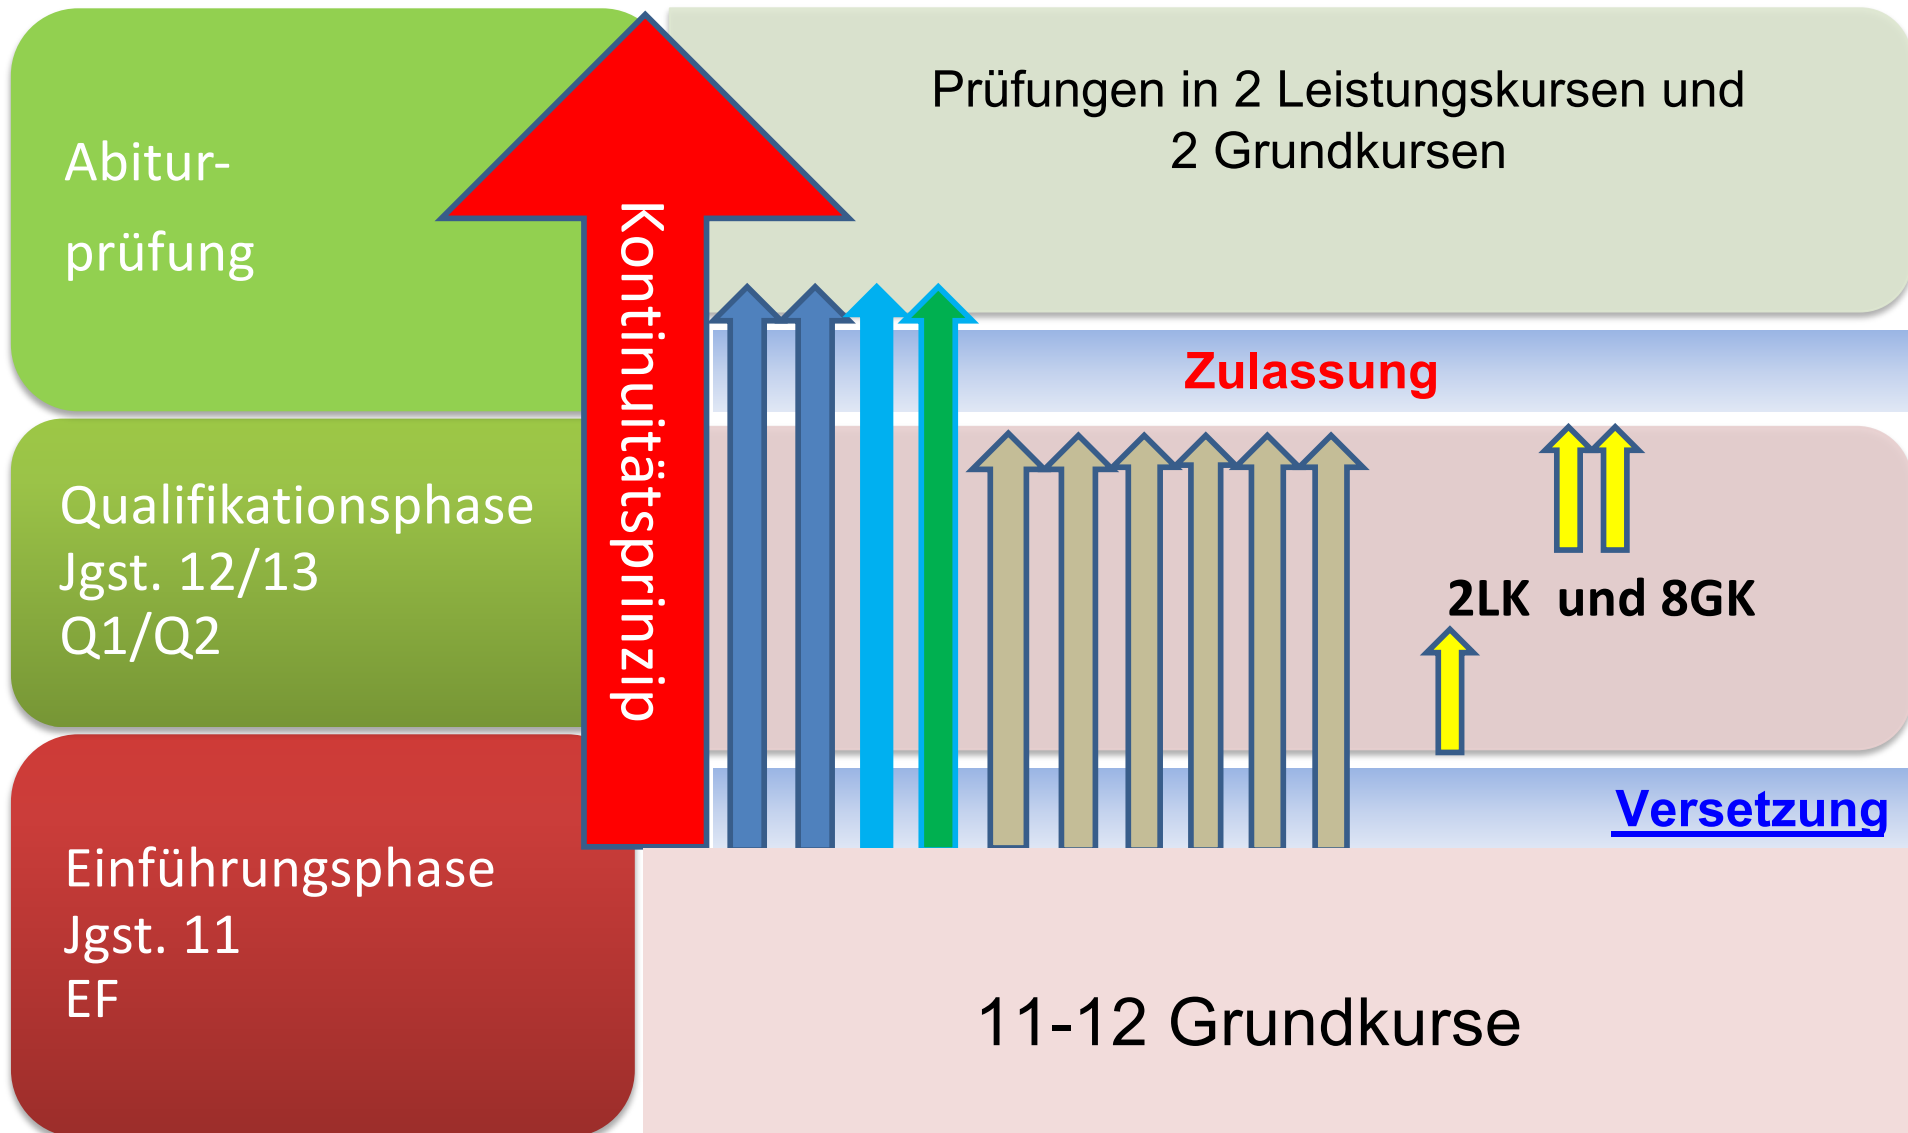 Abitur-
prüfung
Prüfungen in 2 Leistungskursen und
2 Grundkursen
Kontinuitätsprinzip
Zulassung
Qualifikationsphase
Jgst. 12/13
Q1/Q2
2LK und 8GK
Versetzung
Einführungsphase
Jgst. 11
EF
11-12 Grundkurse